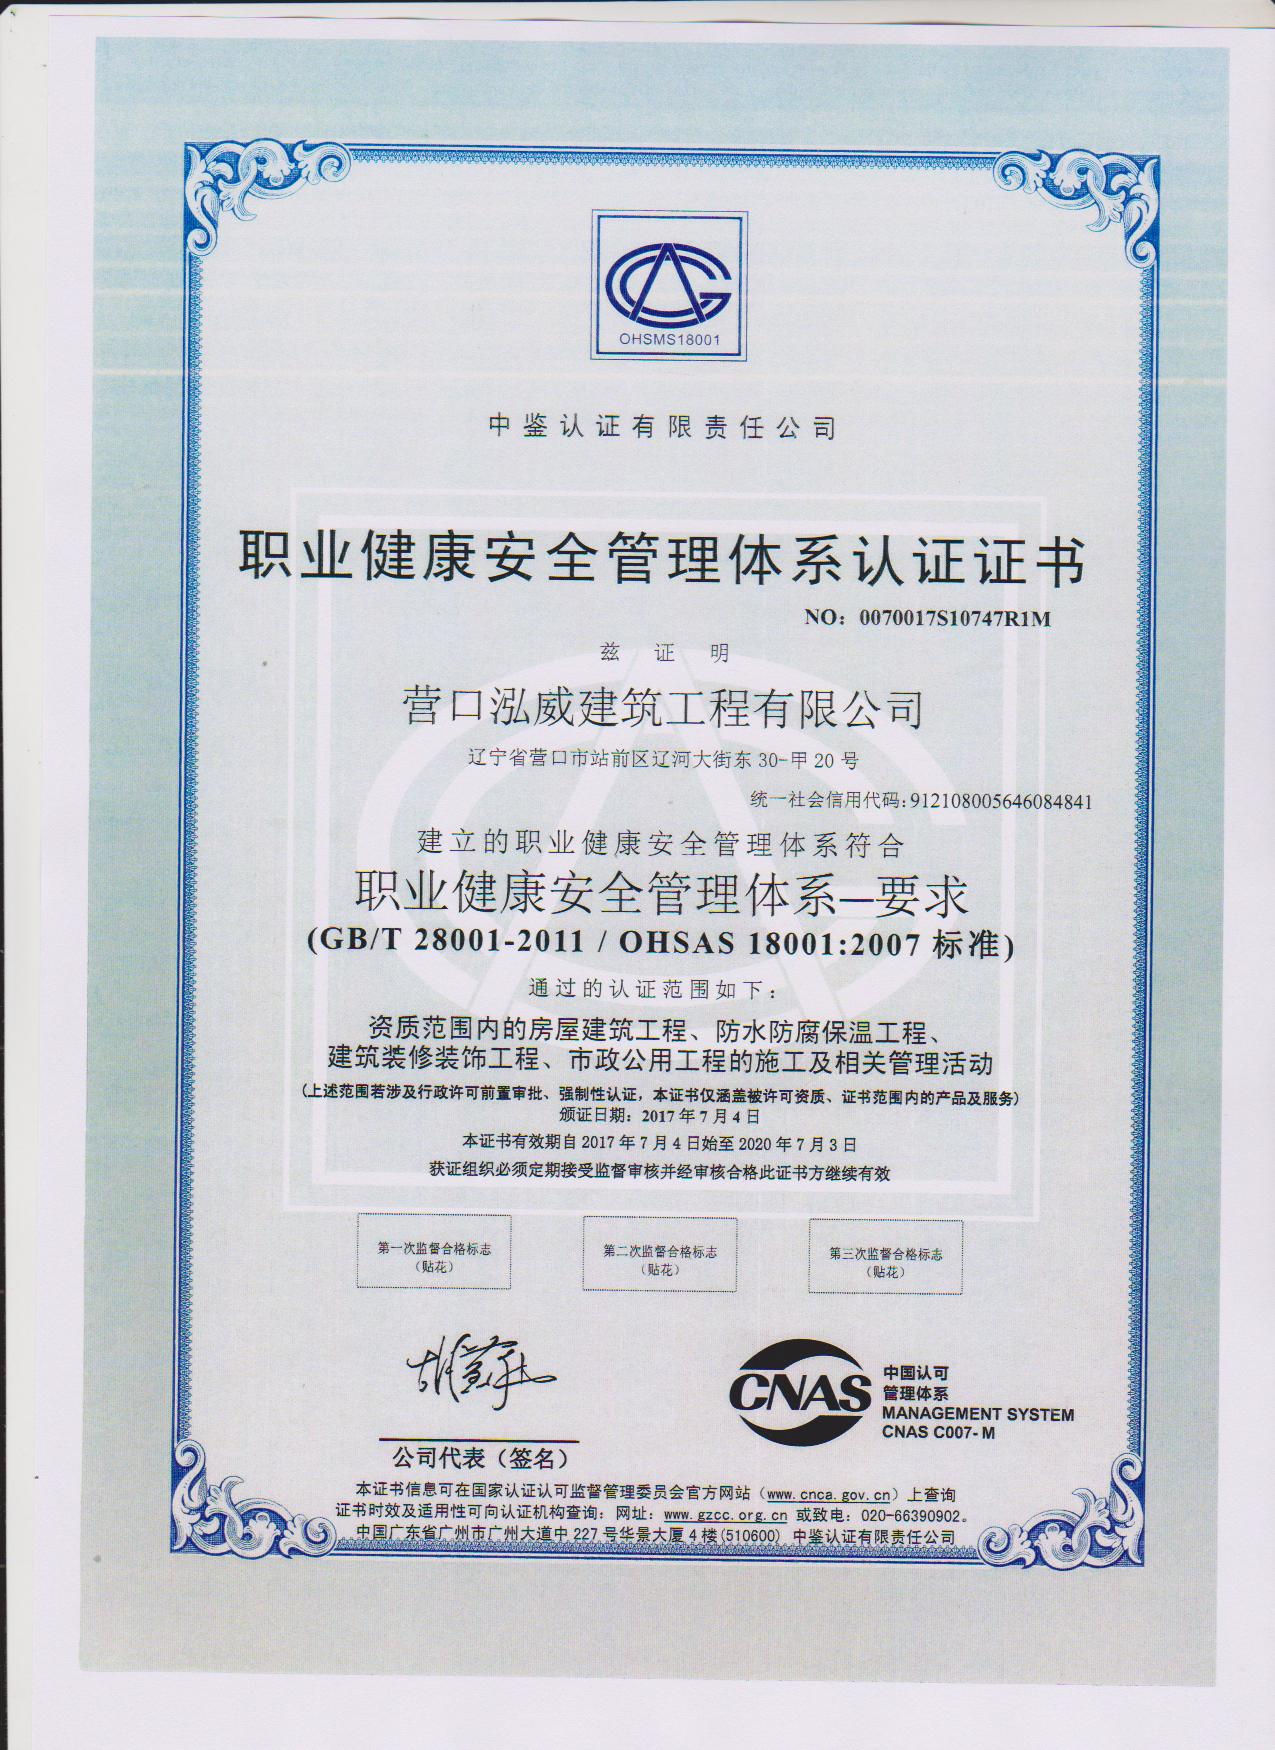 OHSMS18001
中鉴认证有限责任公司
职业健康安全管理体系认证证书
NO：0070017S10747R1M
兹证明
营口泓威建筑工程有限公司
辽宁省营口市站前区辽河大街东 30-甲 20 号
统一社会信用代码:912108005646084841
建立的职业健康安全管理体系符合
职业健康安全管理体系—要求
(GB/T 28001-2011 / OHSAS 18001:2007 标准)
通过的认证范围如下：
资质范围内的房屋建筑工程、防水防腐保温工程、
建筑装修装饰工程、市政公用工程的施工及相关管理活动
(上述范围若涉及行政许可前置审批、强制性认证，本证书仅涵盖被许可资质、证书范围内的产品及服务)
颁证日期：2017 年 7 月 4 日
本证书有效期自 2017 年 7 月 4 日始至 2020 年 7 月 3 日
获证组织必须定期接受监督审核并经审核合格此证书方继续有效
第一次监督合格标志
（贴花）
第二次监督合格标志
（贴花）
第三次监督合格标志
（贴花）
CNAS
中国认可
管理体系
MANAGEMENT SYSTEM
CNAS C007-M
公司代表（签名）
本证书信息可在国家认证认可监督管理委员会官方网站（www.cnca.gov.cn）上查询
证书时效及适用性可向认证机构查询：网址：www.gzcc.org.cn 或致电：020-66390902。
中国广东省广州市广州大道中 227 号华景大厦 4 楼(510600) 中鉴认证有限责任公司